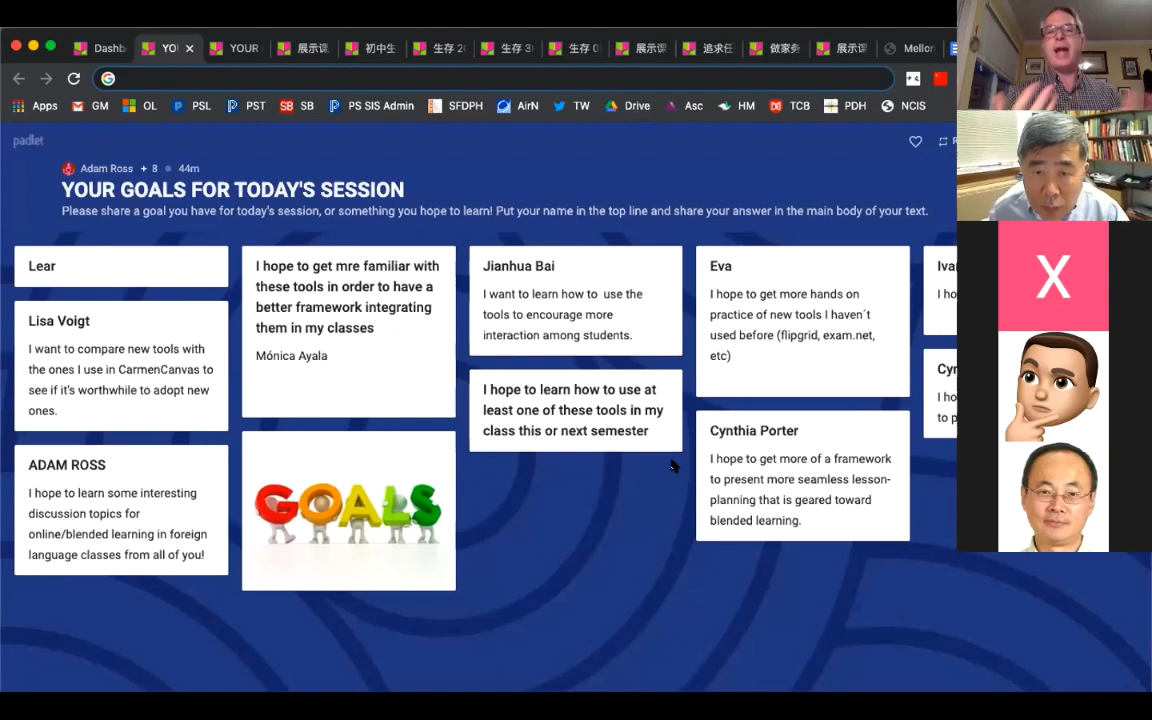 Dashb
YO
YOUR
展示课
初中生
生存 2
生存 3
生存 0
展示课
追求任
做家务
展示课
Mellon
Apps
GM
OL
PSL
PST
SB SB
PS SIS Admin
SFDPH
AirN
TW
Drive
Asc
HM
TCB
PDH
NCIS
padlet
Adam Ross + 8 44m
YOUR GOALS FOR TODAY'S SESSION
Please share a goal you have for today's session, or something you hope to learn! Put your name in the top line and share your answer in the main body of your text.
Lear
Lisa Voigt
I want to compare new tools with
the ones I use in CarmenCanvas to
see if it's worthwhile to adopt new
ones.
ADAM ROSS
I hope to learn some interesting
discussion topics for
online/blended learning in foreign
language classes from all of you!
I hope to get mre familiar with
these tools in order to have a
better framework integrating
them in my classes
Mónica Ayala
GOALS
Jianhua Bai
I want to learn how to use the
tools to encourage more
interaction among students.
I hope to learn how to use at
least one of these tools in my
class this or next semester
Eva
I hope to get more hands on
practice of new tools I haven´t
used before (flipgrid, exam.net,
etc)
Cynthia Porter
I hope to get more of a framework
to present more seamless lesson-
planning that is geared toward
blended learning.
Iva
I ho
Cyn
I ho
to p
X